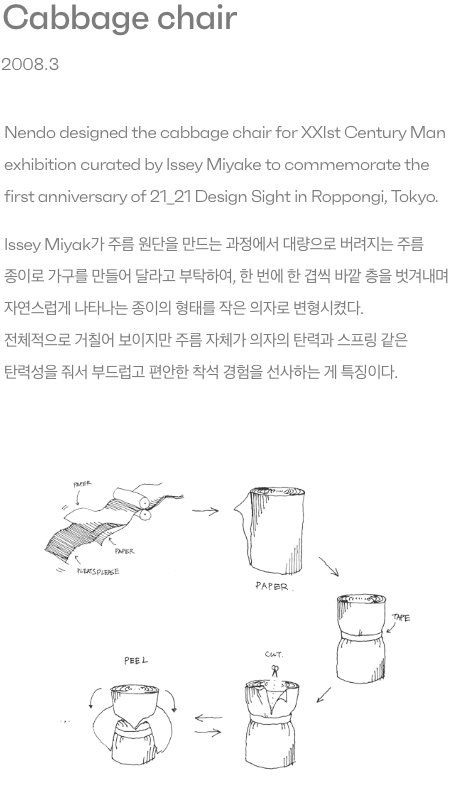 Cabbage chair
2008.3
Nendo designed the cabbage chair for XXIst Century Man
exhibition curated by Issey Miyake to commemorate the
first anniversary of 21_21 Design Sight in Roppongi, Tokyo.
Issey Miyak가 주름 원단을 만드는 과정에서 대량으로 버려지는 주름
종이로 가구를 만들어 달라고 부탁하여, 한 번에 한 겹씩 바깥 층을 벗겨내며
자연스럽게 나타나는 종이의 형태를 작은 의자로 변형시켰다.
전체적으로 거칠어 보이지만 주름 자체가 의자의 탄력과 스프링 같은
탄력성을 줘서 부드럽고 편안한 착석 경험을 선사하는 게 특징이다.
PAPER
PAPER
PLEATSPLEASE
PAPER.
TAPE
CUT.
PEEL
...